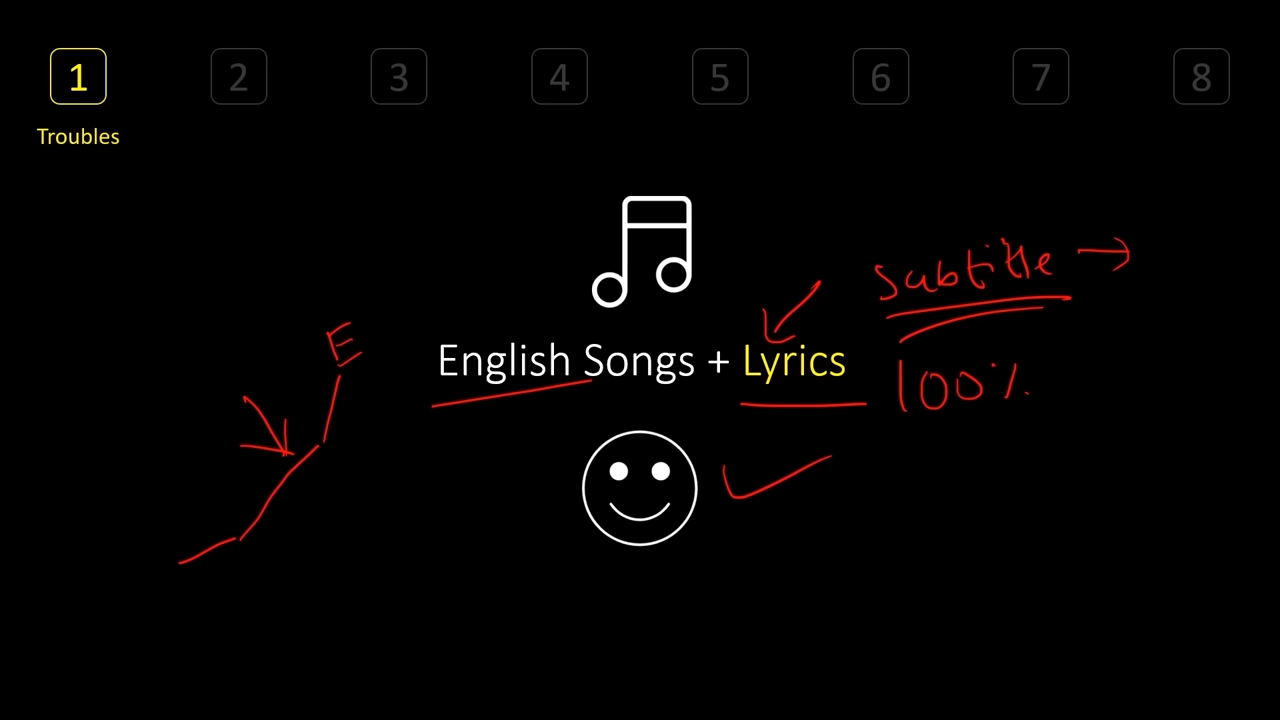 1 2 3 4 5 6 7 8
Troubles
Subtitle →
E
English Songs + Lyrics
100%